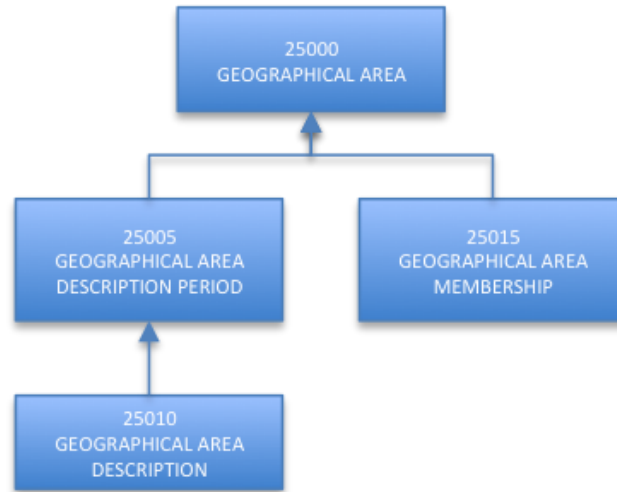 25000
GEOGRAPHICAL AREA
25005
GEOGRAPHICAL AREA
DESCRIPTION PERIOD
25015
GEOGRAPHICAL AREA
MEMBERSHIP
25010
GEOGRAPHICAL AREA
DESCRIPTION